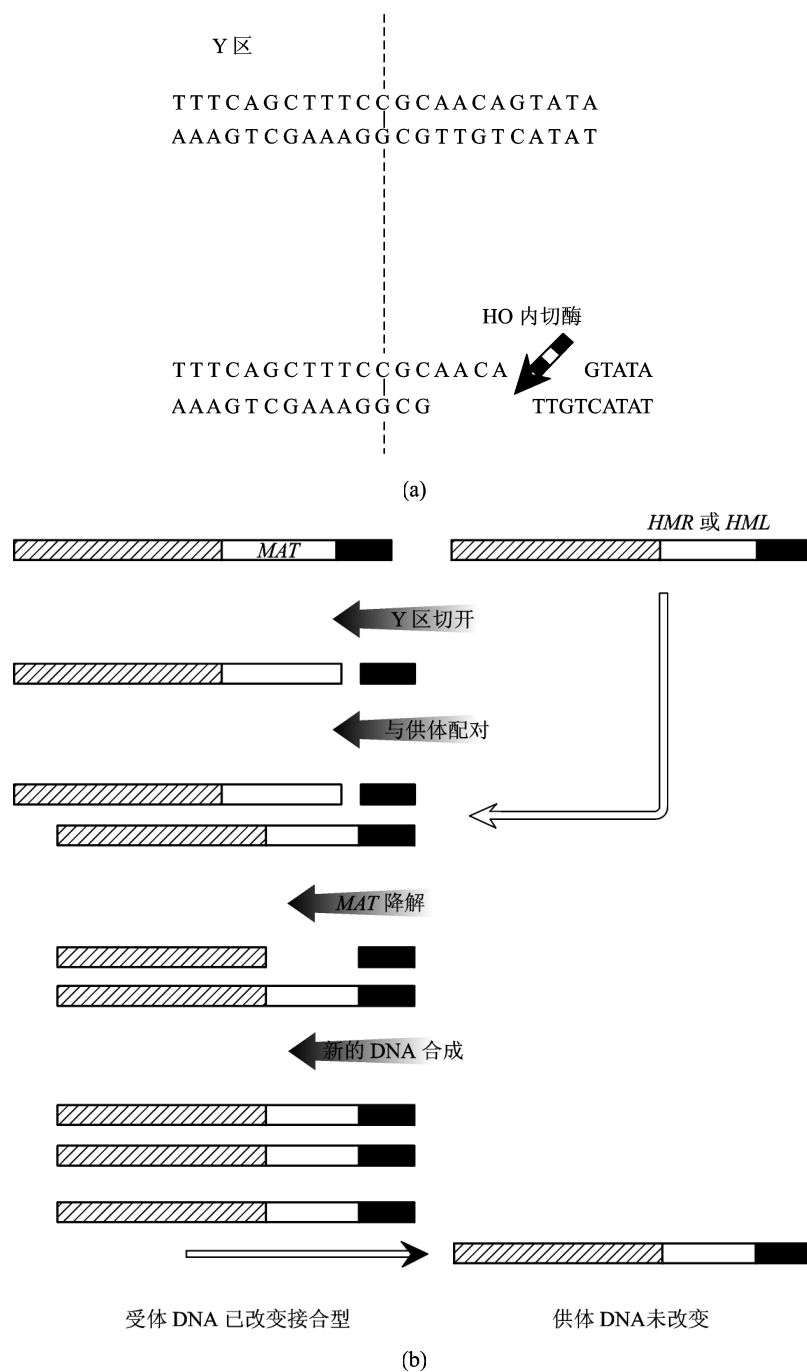 Y 区
TTTCAGCTTTCCGCAACAGTATA
AAAGTCGAAAGGCGTTGTCATAT
HO 内切酶
TTTCAGCTTTCCGCAACA GTATA
AAAGTCGAAAGGCG TTGTCATAT
(a)
HMR 或 HML
MAT
Y 区切开
与供体配对
MAT 降解
新的 DNA 合成
受体 DNA 已改变接合型 供体 DNA未改变
(b)